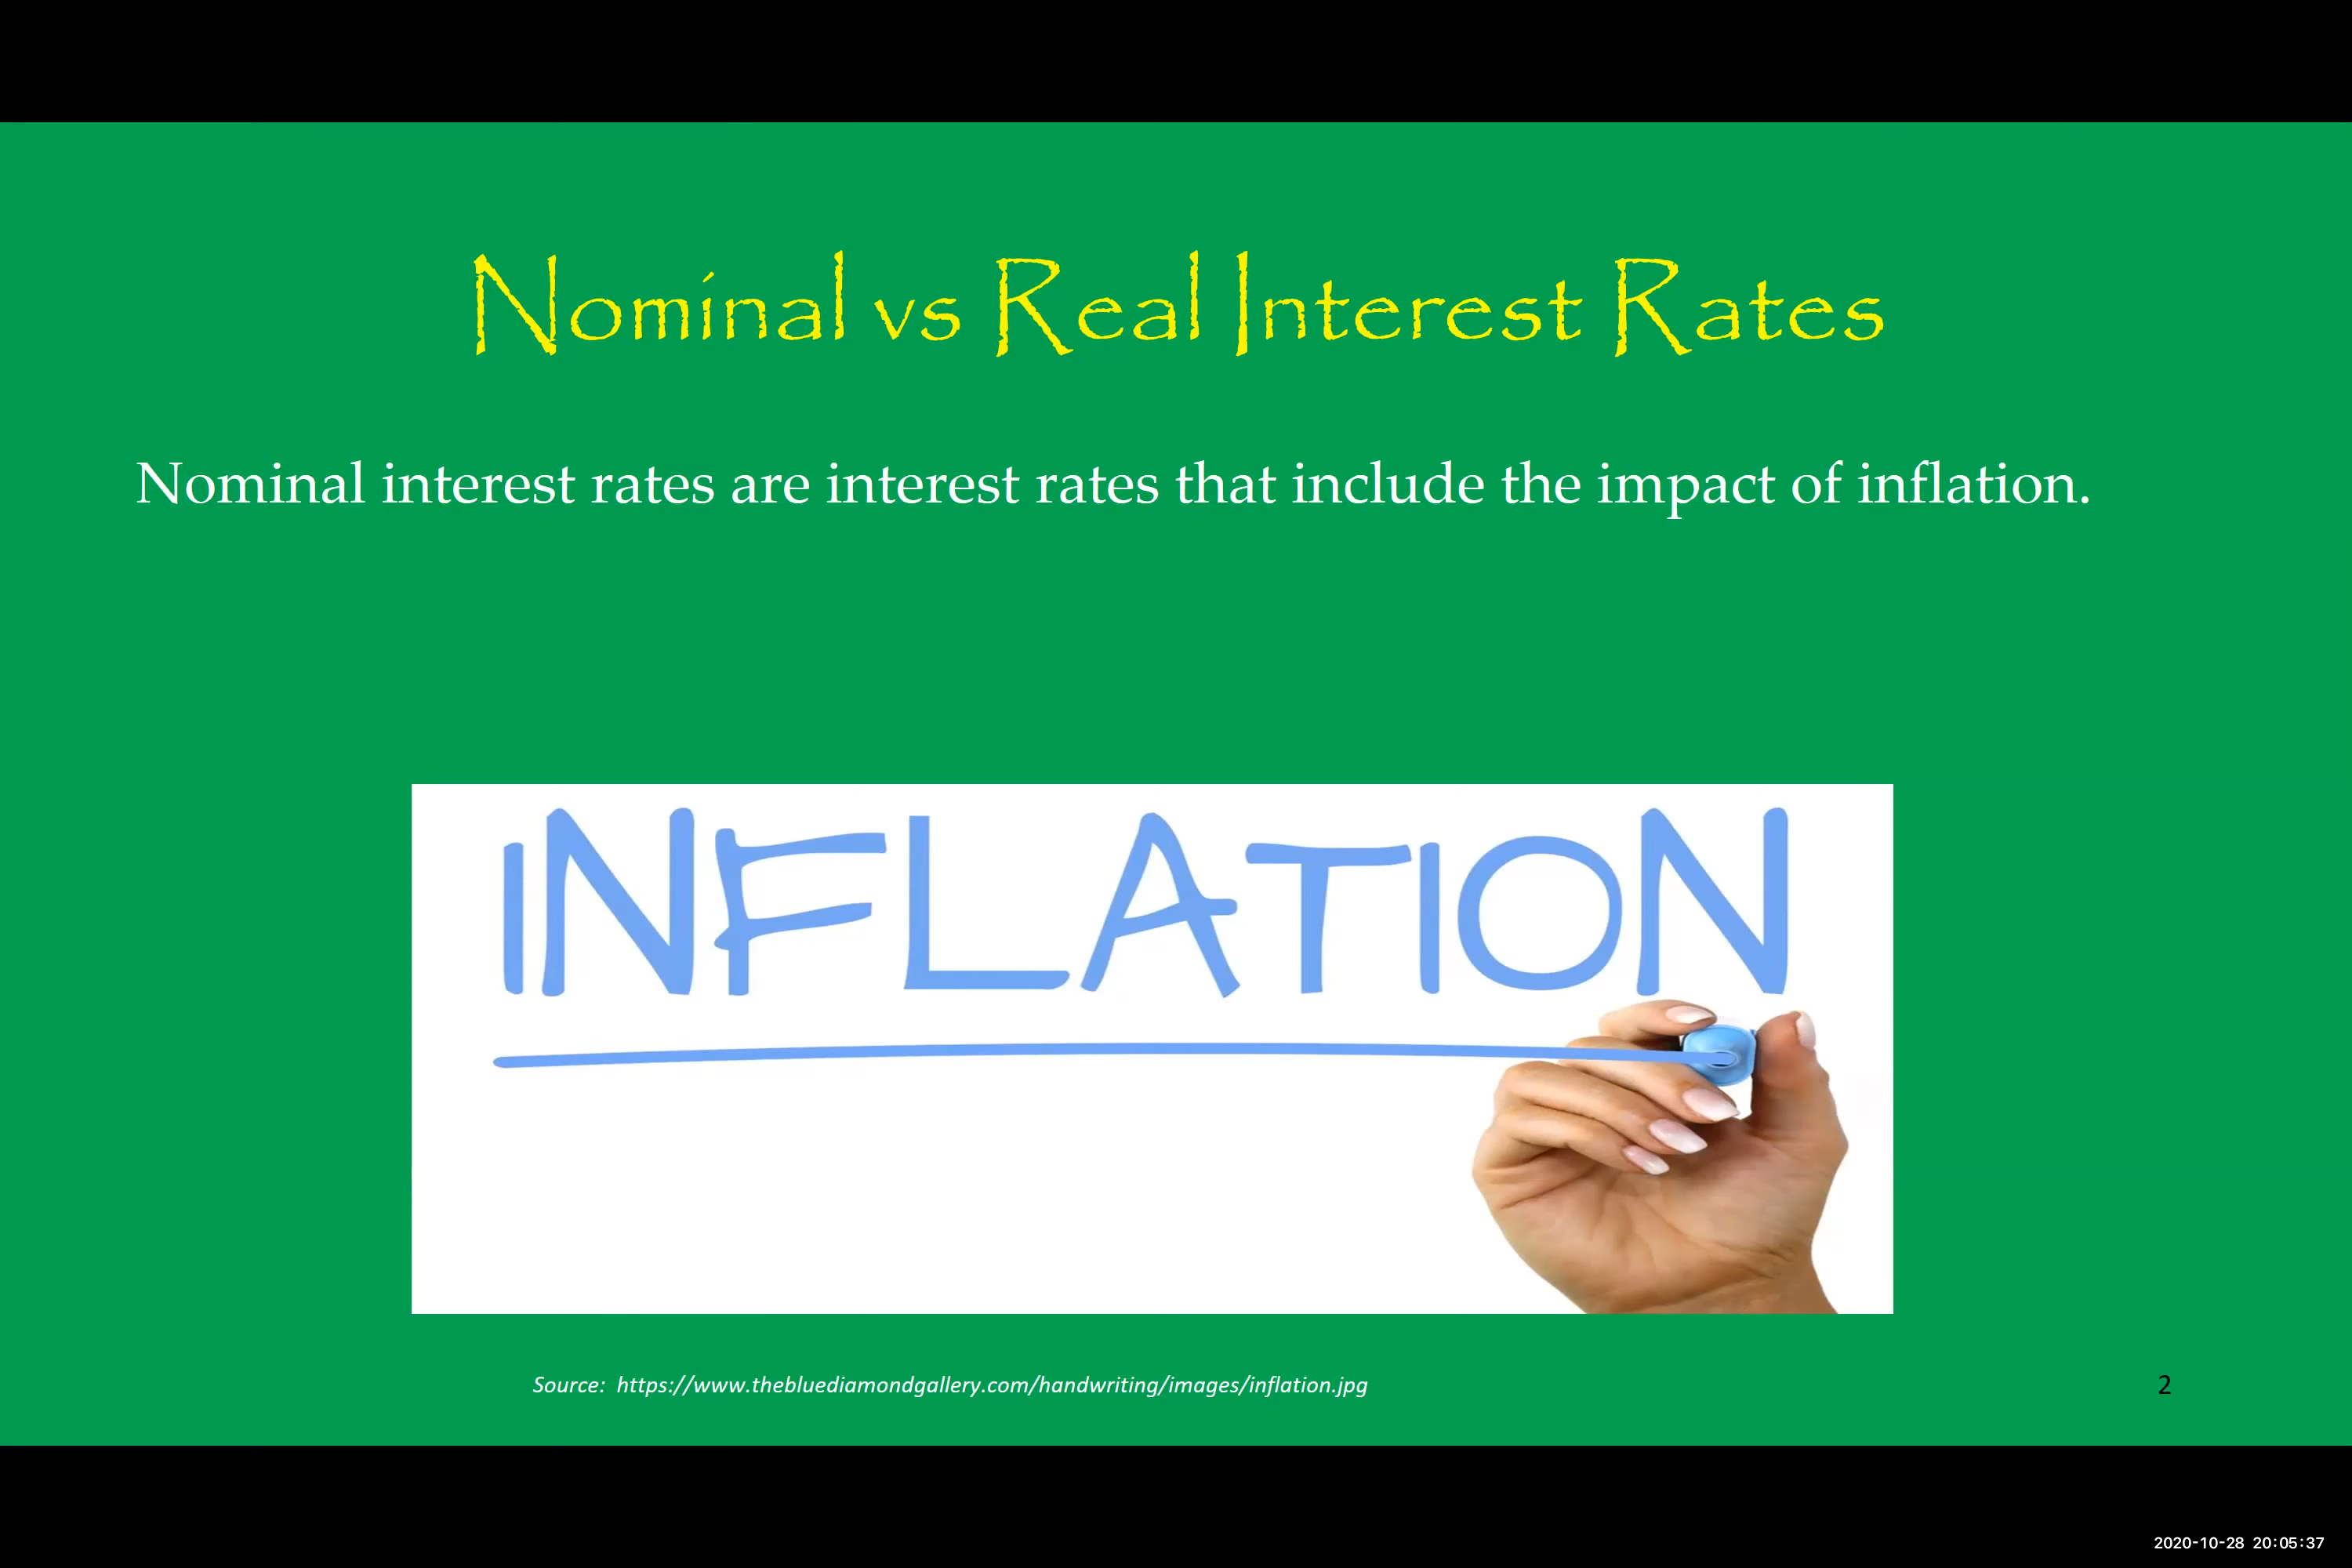 Nominal vs Real Interest Rates
Nominal interest rates are interest rates that include the impact of inflation.
INFLATION
Source: https://www.thebluediamondgallery.com/handwriting/images/inflation.jpg
2
2020-10-28 20:05:37